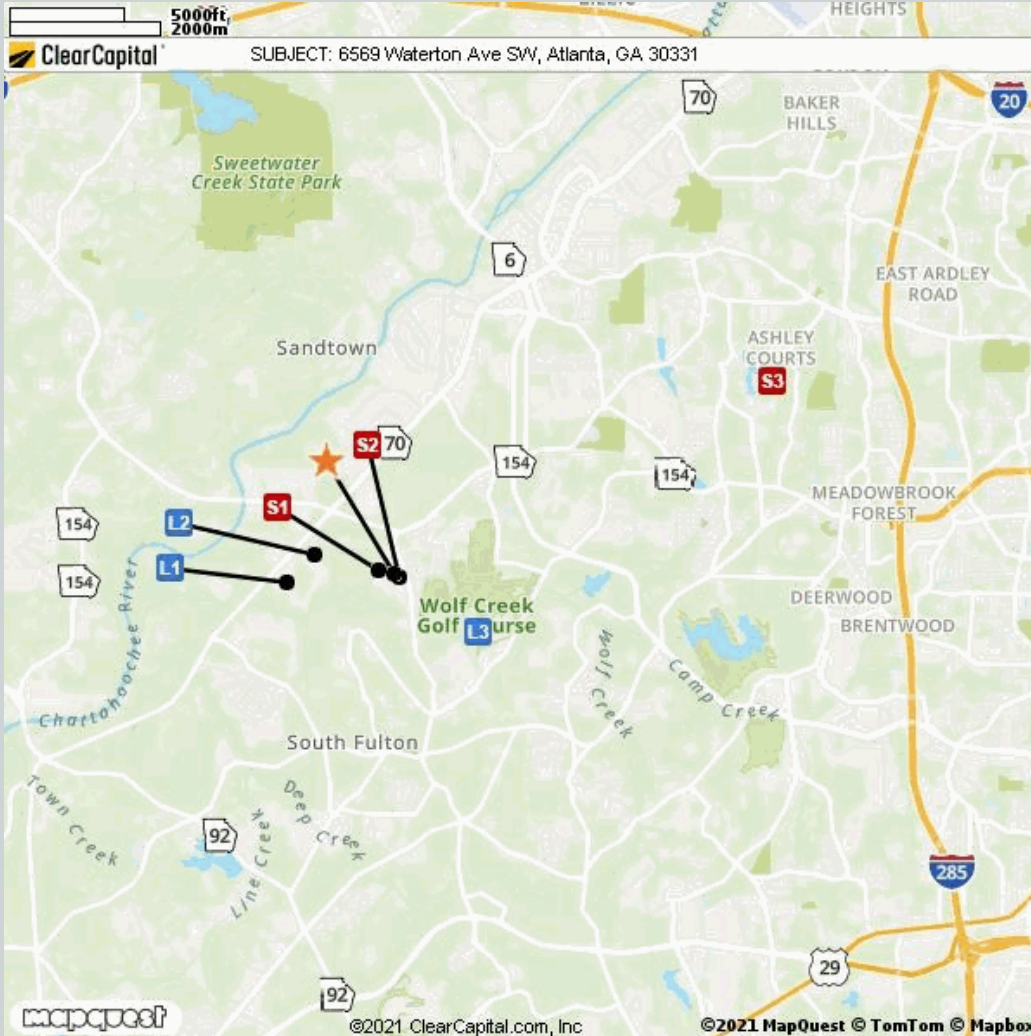 HEIGHTS
5000ft
2000m
ClearCapital
SUBJECT: 6569 Waterton Ave SW, Atlanta, GA 30331
70
BAKER
HILLS
20
Sweetwater
Creek State Park
6
EAST ARDLEY
ROAD
Sandtown
ASHLEY
COURTS
S3
S2 70
154
154
S1
MEADOWBROOK
FOREST
L2
154
L1
154
DEERWOOD
Wolf Creek
Golf urse
L3
BRENTWOOD
Wolf Creek
Camp Creek
Chattahoochee River
South Fulton
Town Creek
Deep Creek
Line Creek
92
285
29
92
mapquest
©2021 ClearCapital.com, Inc
©2021 MapQuest © TomTom © Mapbox